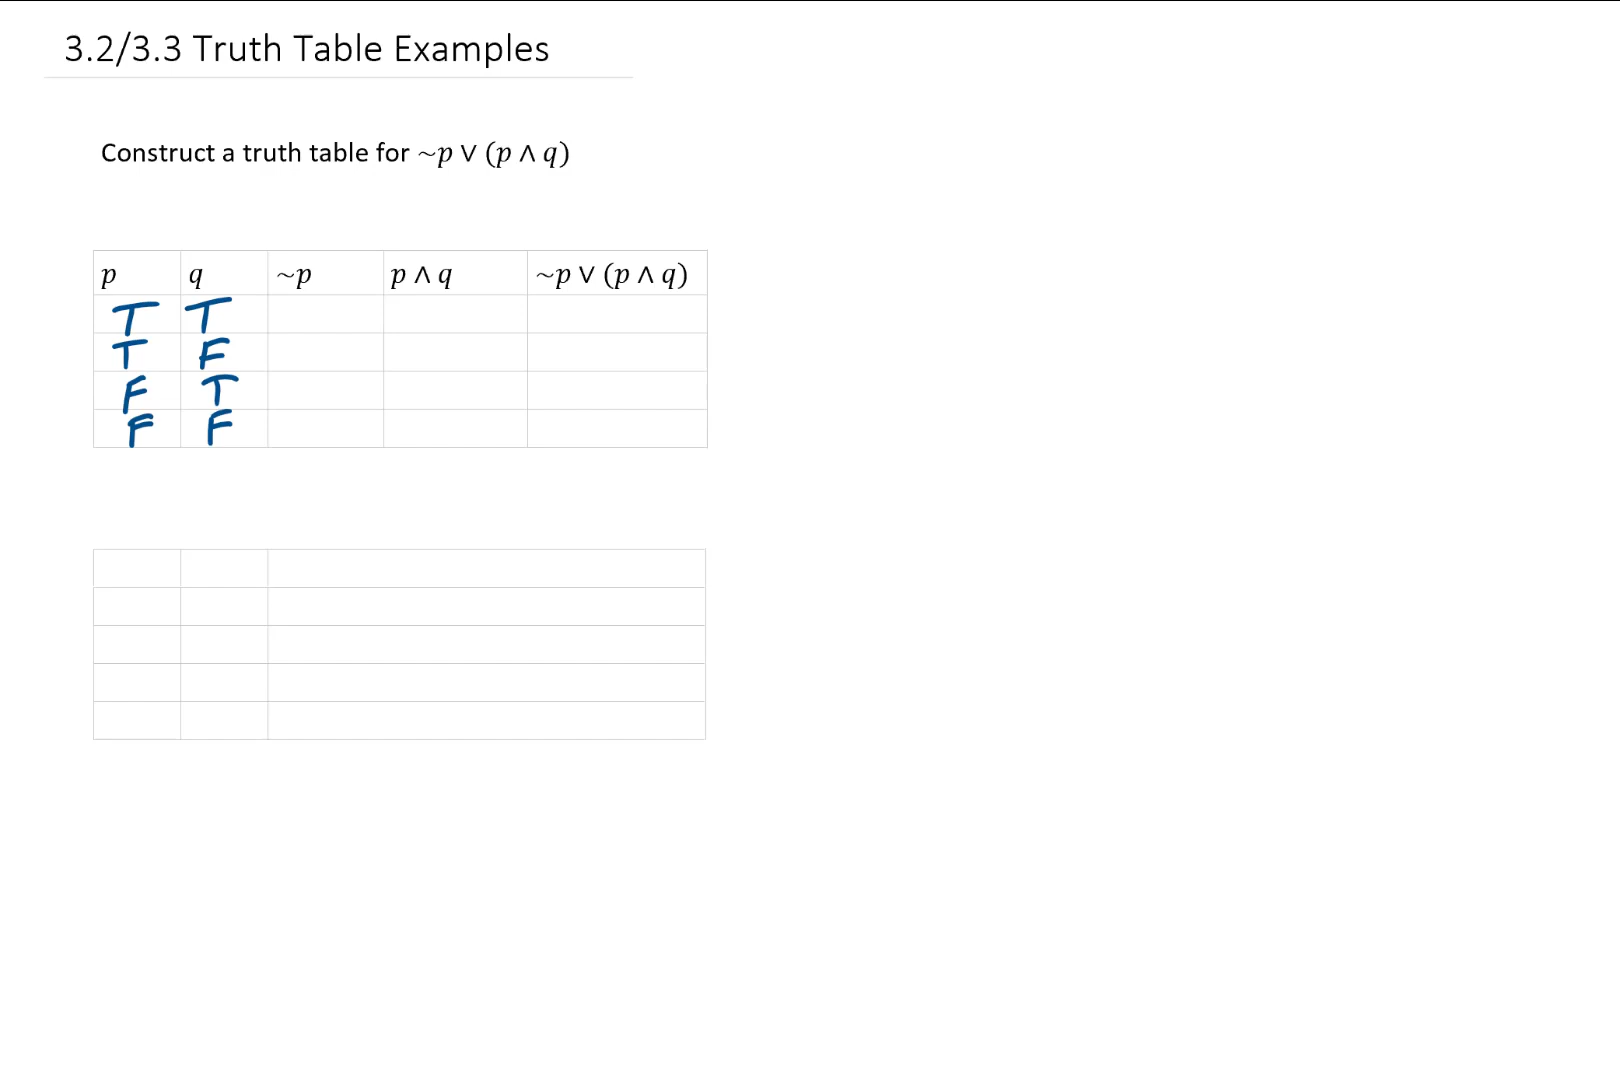 3.2/3.3 Truth Table Examples
Construct a truth table for ~p ∨ (p ∧ q)
p q ~p p ∧ q ~p ∨ (p ∧ q)
T T
T F
F T
F F